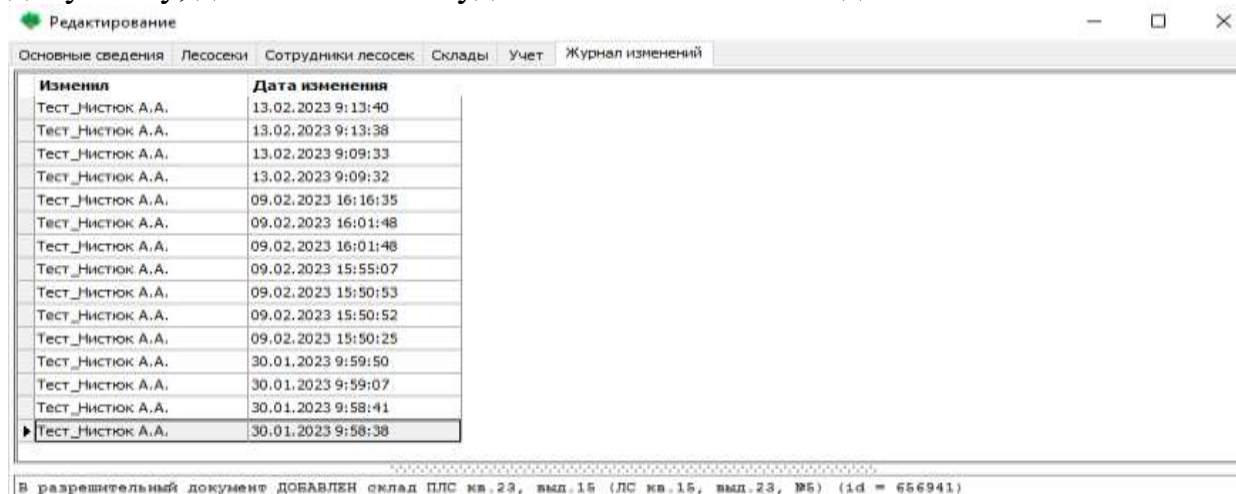 Редактирование
Основные сведения Лесосеки Сотрудники лесосек Склады Учет Журнал изменений
Изменил Дата изменения
Тест_Нистюк А.А. 13.02.2023 9:13:40
Тест_Нистюк А.А. 13.02.2023 9:13:38
Тест_Нистюк А.А. 13.02.2023 9:09:33
Тест_Нистюк А.А. 13.02.2023 9:09:32
Тест_Нистюк А.А. 09.02.2023 16:16:35
Тест_Нистюк А.А. 09.02.2023 16:01:48
Тест_Нистюк А.А. 09.02.2023 16:01:48
Тест_Нистюк А.А. 09.02.2023 15:55:07
Тест_Нистюк А.А. 09.02.2023 15:50:53
Тест_Нистюк А.А. 09.02.2023 15:50:52
Тест_Нистюк А.А. 09.02.2023 15:50:25
Тест_Нистюк А.А. 30.01.2023 9:59:50
Тест_Нистюк А.А. 30.01.2023 9:59:07
Тест_Нистюк А.А. 30.01.2023 9:58:41
Тест_Нистюк А.А. 30.01.2023 9:58:38
В разрешительный документ ДОБАВЛЕН склад ПЛС кв.23, выд.15 (ЛС кв.15, выд.23, №5) (id = 656941)